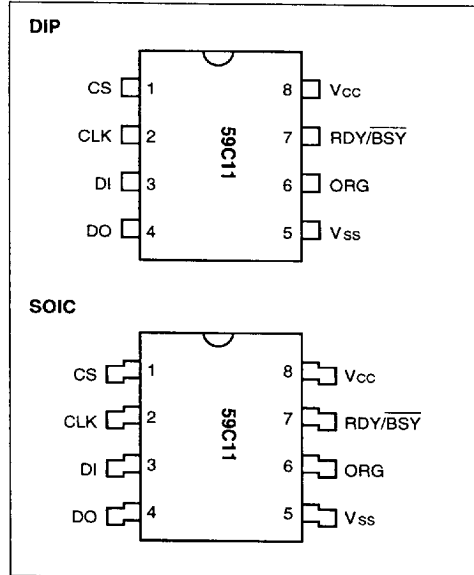 DIP
CS 1 8 Vcc
CLK 2 7 RDY/BSY
DI 3 6 ORG
DO 4 5 Vss
59C11
SOIC
CS 1 8 Vcc
CLK 2 7 RDY/BSY
DI 3 6 ORG
DO 4 5 Vss
59C11